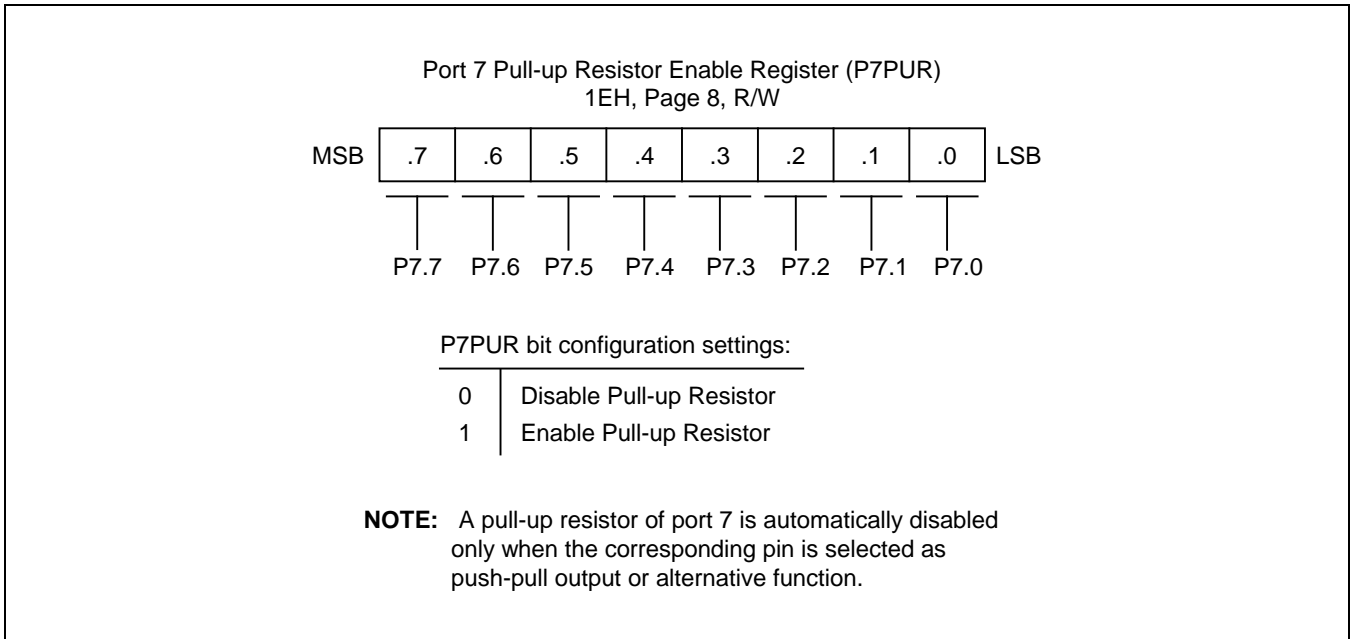 Port 7 Pull-up Resistor Enable Register (P7PUR)
1EH, Page 8, R/W
MSB .7 .6 .5 .4 .3 .2 .1 .0 LSB
P7.7 P7.6 P7.5 P7.4 P7.3 P7.2 P7.1 P7.0
P7PUR bit configuration settings:
0 Disable Pull-up Resistor
1 Enable Pull-up Resistor
NOTE: A pull-up resistor of port 7 is automatically disabled
only when the corresponding pin is selected as
push-pull output or alternative function.